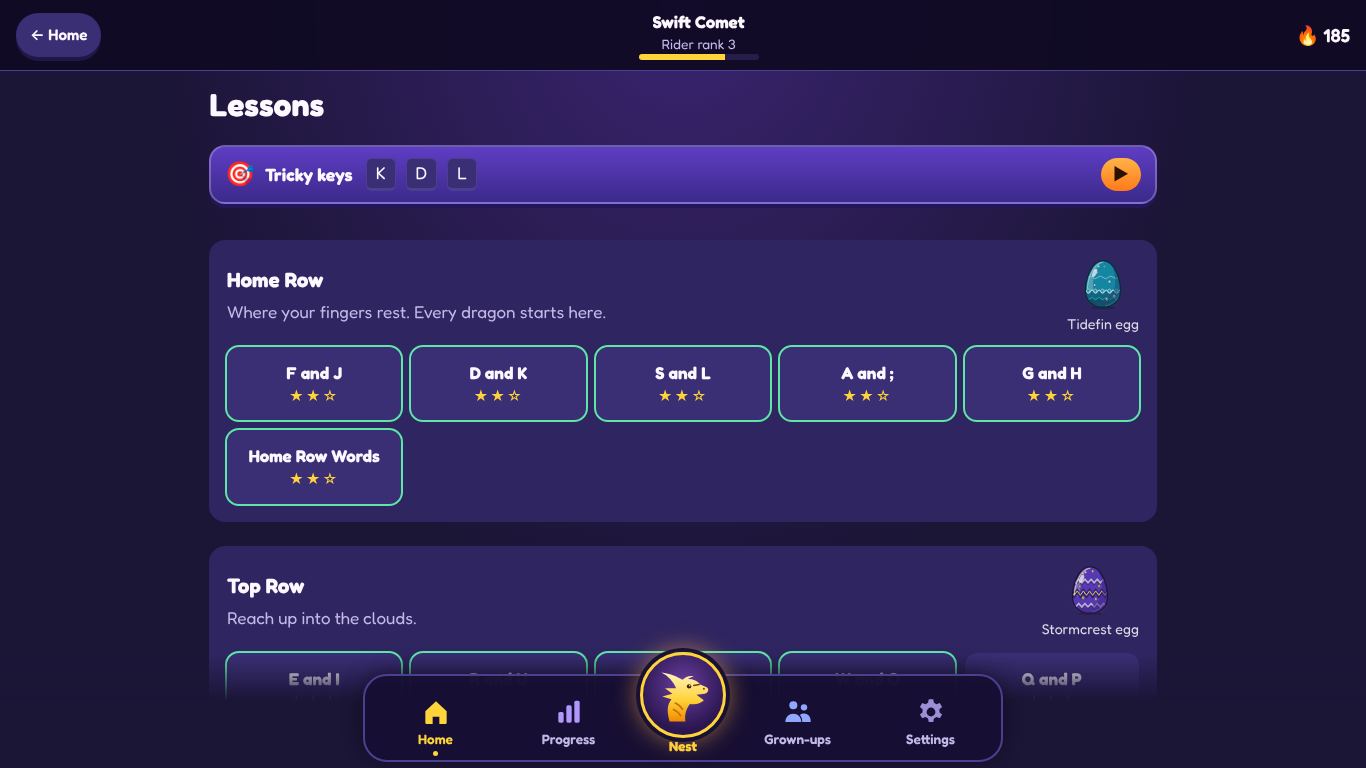 ← Home
Swift Comet
Rider rank 3
185
Lessons
Tricky keys K D L
Home Row
Where your fingers rest. Every dragon starts here.
Tidefin egg
F and J
D and K
S and L
A and ;
G and H
Home Row Words
Top Row
Reach up into the clouds.
Stormcrest egg
E and I
Q and P
Home
Progress
Nest
Grown-ups
Settings